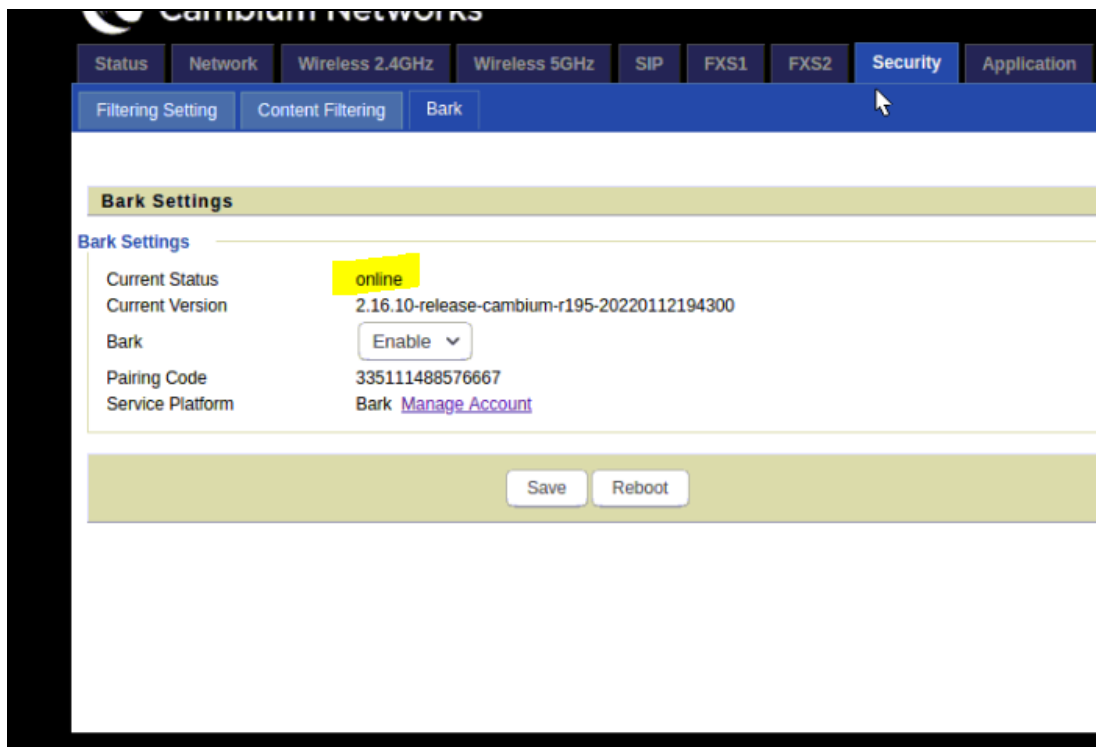 Cambium Networks
Status Network Wireless 2.4GHz Wireless 5GHz SIP FXS1 FXS2 Security Application
Filtering Setting Content Filtering Bark
Bark Settings
Bark Settings
Current Status online
Current Version 2.16.10-release-cambium-r195-20220112194300
Bark Enable
Pairing Code 335111488576667
Service Platform Bark Manage Account
Save Reboot